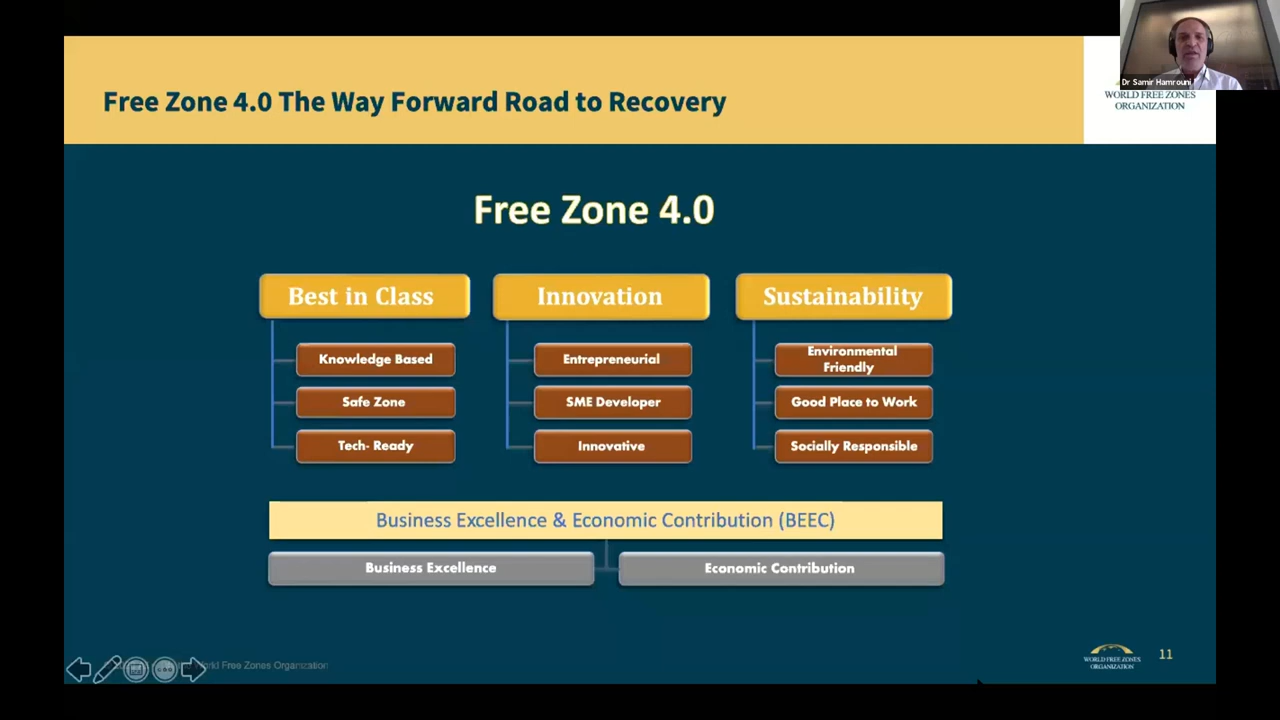 Dr Samir Hamrouni
WORLD FREE ZONES
ORGANIZATION
Free Zone 4.0 The Way Forward Road to Recovery
Free Zone 4.0
Best in Class
Innovation
Sustainability
Knowledge Based
Entrepreneurial
Environmental
Friendly
Safe Zone
SME Developer
Good Place to Work
Tech- Ready
Innovative
Socially Responsible
Business Excellence & Economic Contribution (BEEC)
Business Excellence
Economic Contribution
World Free Zones Organization
WORLD FREE ZONES
ORGANIZATION
11